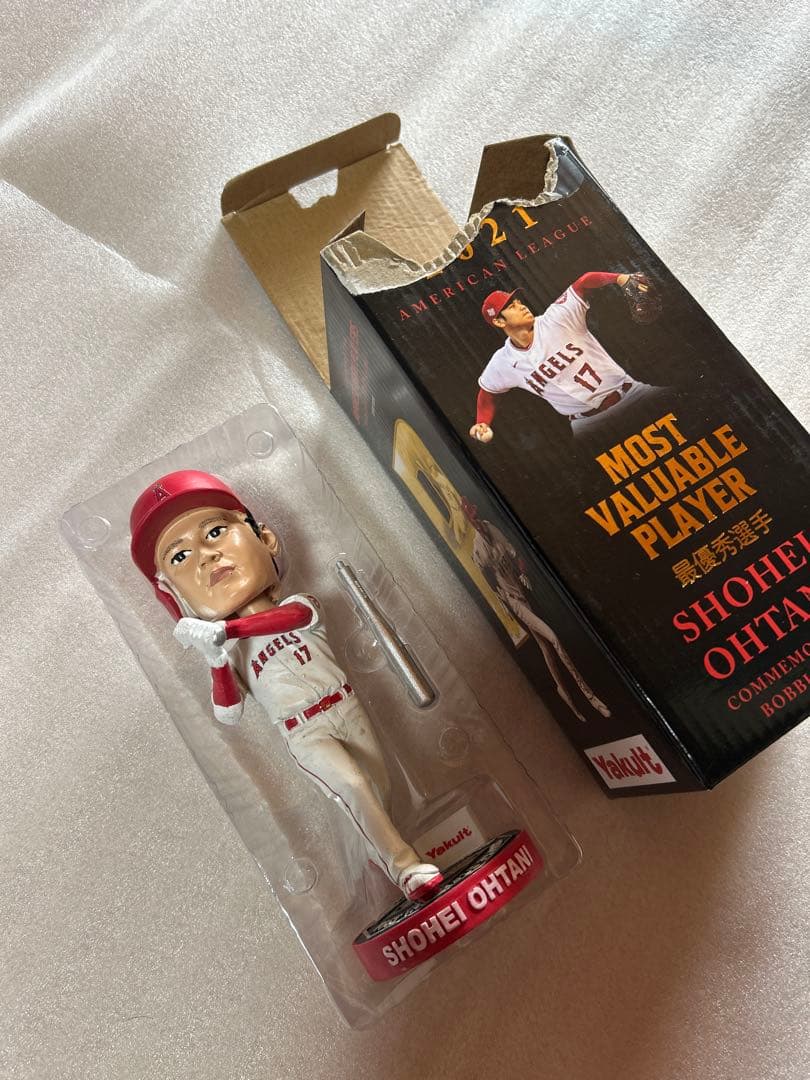 2021
AMERICAN LEAGUE
ANGELS
17
MOST
VALUABLE
PLAYER
最優秀選手
SHOHEI
Yakult
A
ANGELS
17
Yakult
SHOHEI OHTANI